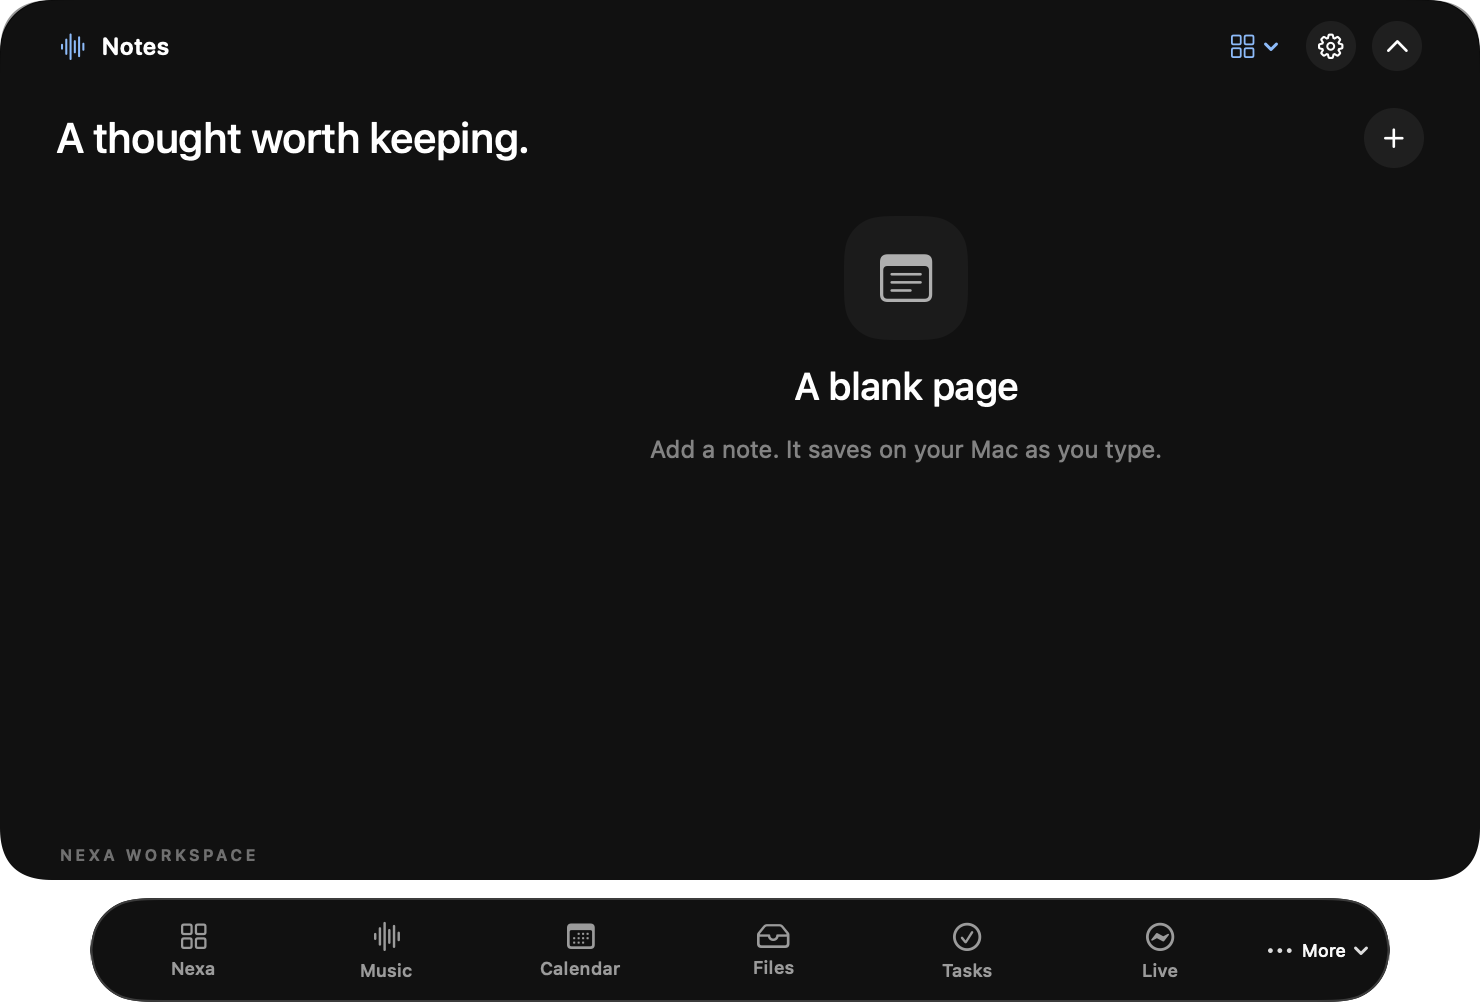 Notes
A thought worth keeping.
A blank page
Add a note. It saves on your Mac as you type.
NEXA WORKSPACE
Nexa
Music
Calendar
Files
Tasks
Live
More